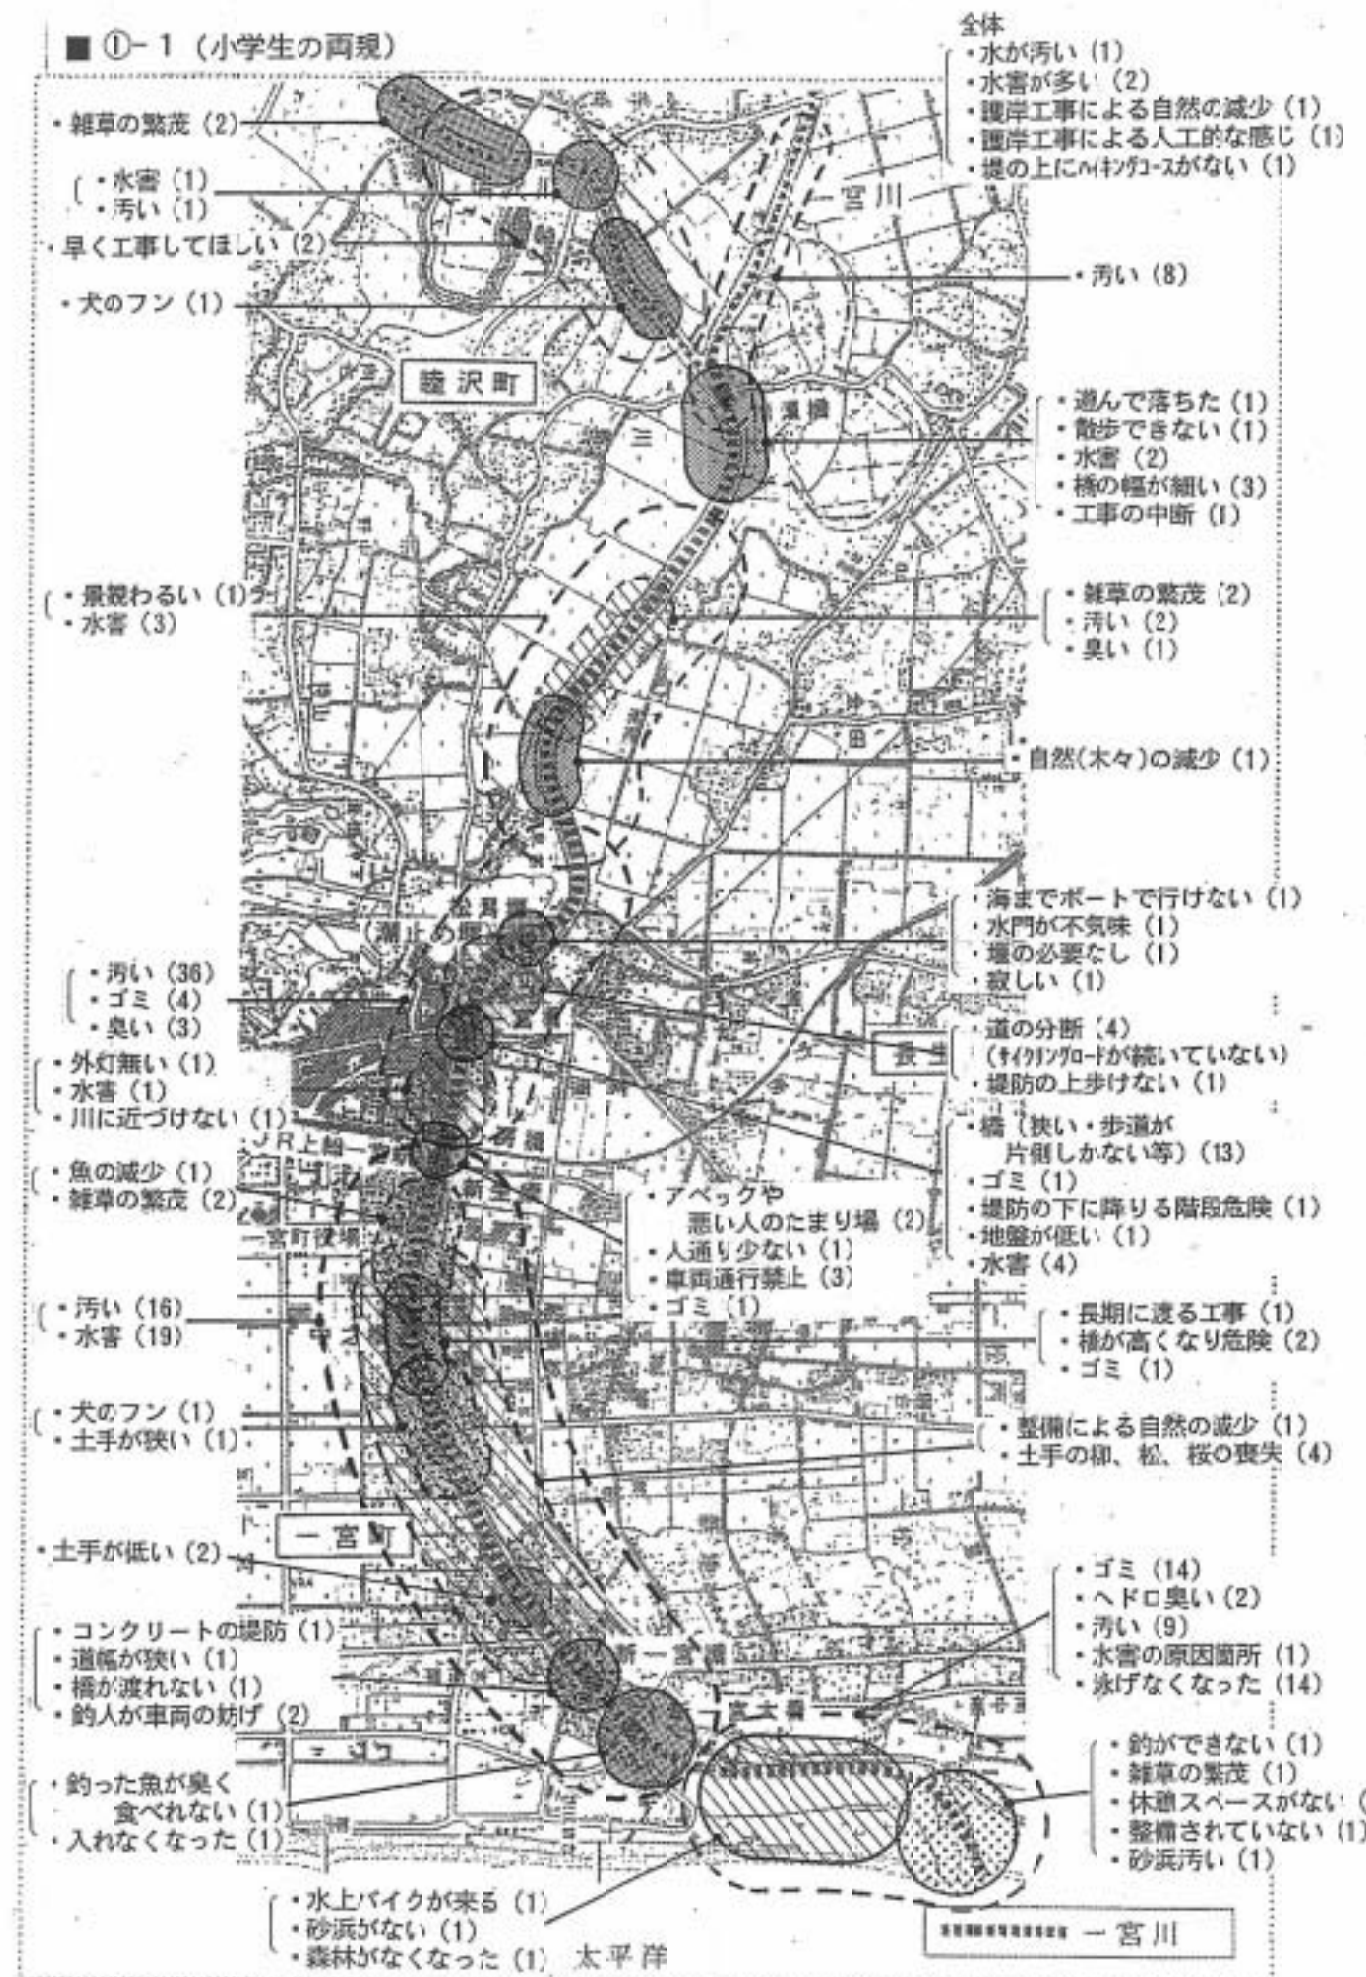 ■ ①-1 (小学生の両規)
全体
・水が汚い (1)
・水害が多い (2)
・護岸工事による自然の減少 (1)
・護岸工事による人工的な感じ (1)
・堤の上にハイキングコースがない (1)
・雑草の繁茂 (2)
・水害 (1)
・汚い (1)
・早く工事してほしい (2)
・犬のフン (1)
宮川
・汚い (8)
睦沢町
・遊んで落ちた (1)
・散歩できない (1)
・水害 (2)
・橋の幅が細い (3)
・工事の中断 (1)
・景観わるい (1)
・水害 (3)
・雑草の繁茂 (2)
・汚い (2)
・臭い (1)
・自然(木々)の減少 (1)
(潮止め堰)
・海までボートで行けない (1)
・水門が不気味 (1)
・堰の必要なし (1)
・寂しい (1)
・汚い (36)
・ゴミ (4)
・臭い (3)
・道の分断 (4)
(サイクリングロードが続いていない)
・堤防の上歩けない (1)
長生
・外灯無い (1)
・水害 (1)
・川に近づけない (1)
・橋 (狭い・歩道が
片側しかない等) (13)
・ゴミ (1)
・堤防の下に降りる階段危険 (1)
・地盤が低い (1)
・水害 (4)
JR上総一宮駅
・魚の減少 (1)
・雑草の繁茂 (2)
一宮町役場
・アベックや
悪い人のたまり場 (2)
・人通り少ない (1)
・車両通行禁止 (3)
・ゴミ (1)
・汚い (16)
・水害 (19)
・長期に渡る工事 (1)
・橋が高くなり危険 (2)
・ゴミ (1)
・犬のフン (1)
・土手が狭い (1)
・整備による自然の減少 (1)
・土手の柳、松、桜の喪失 (4)
一宮町
・土手が低い (2)
・ゴミ (14)
・ヘドロ臭い (2)
・汚い (9)
・水害の原因箇所 (1)
・泳げなくなった (14)
・コンクリートの堤防 (1)
・道幅が狭い (1)
・橋が渡れない (1)
・釣人が車両の妨げ (2)
新一宮橋
・釣ができない (1)
・雑草の繁茂 (1)
・休憩スペースがない (
・整備されていない (1)
・砂浜汚い (1)
・釣った魚が臭く
食べれない (1)
・入れなくなった (1)
・水上バイクが来る (1)
・砂浜がない (1)
・森林がなくなった (1)
太平洋
一宮川